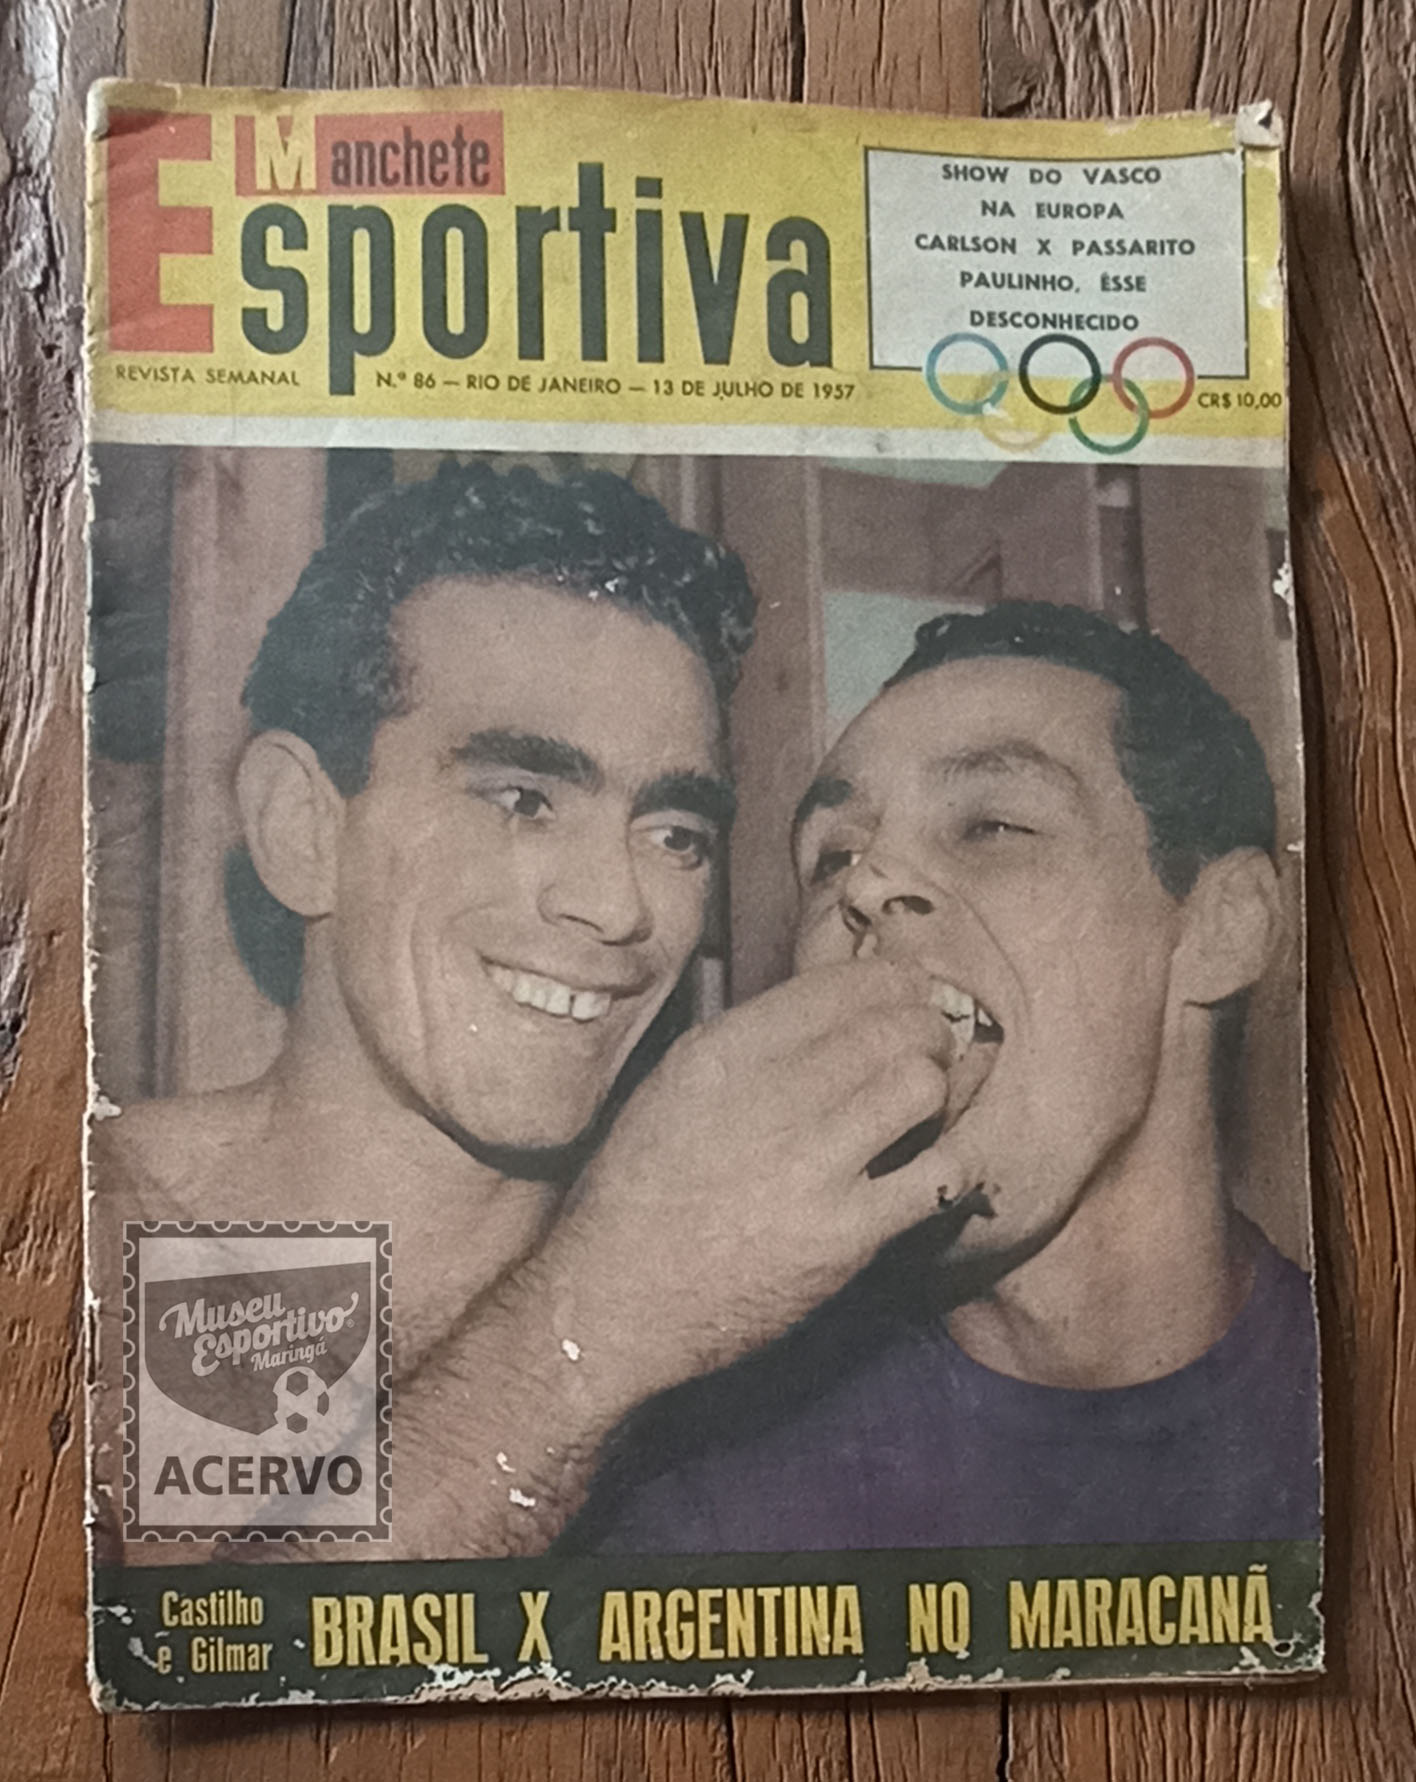 Manchete
Esportiva
REVISTA SEMANAL
N.º 86 — RIO DE JANEIRO — 13 DE JULHO DE 1957
SHOW DO VASCO
NA EUROPA
CARLSON X PASSARITO
PAULINHO, ÊSSE
DESCONHECIDO
CR$ 10,00
Museu
Esportivo®
Maringá
ACERVO
Castilho
e Gilmar
BRASIL X ARGENTINA NO MARACANÃ